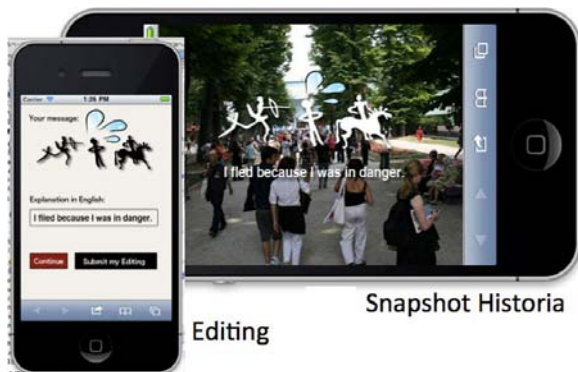 Carrier 1:26 PM
Your message:
Explanation in English:
I fled because I was in danger.
Continue Submit my Editing
I fled because I was in danger.
Snapshot Historia
Editing